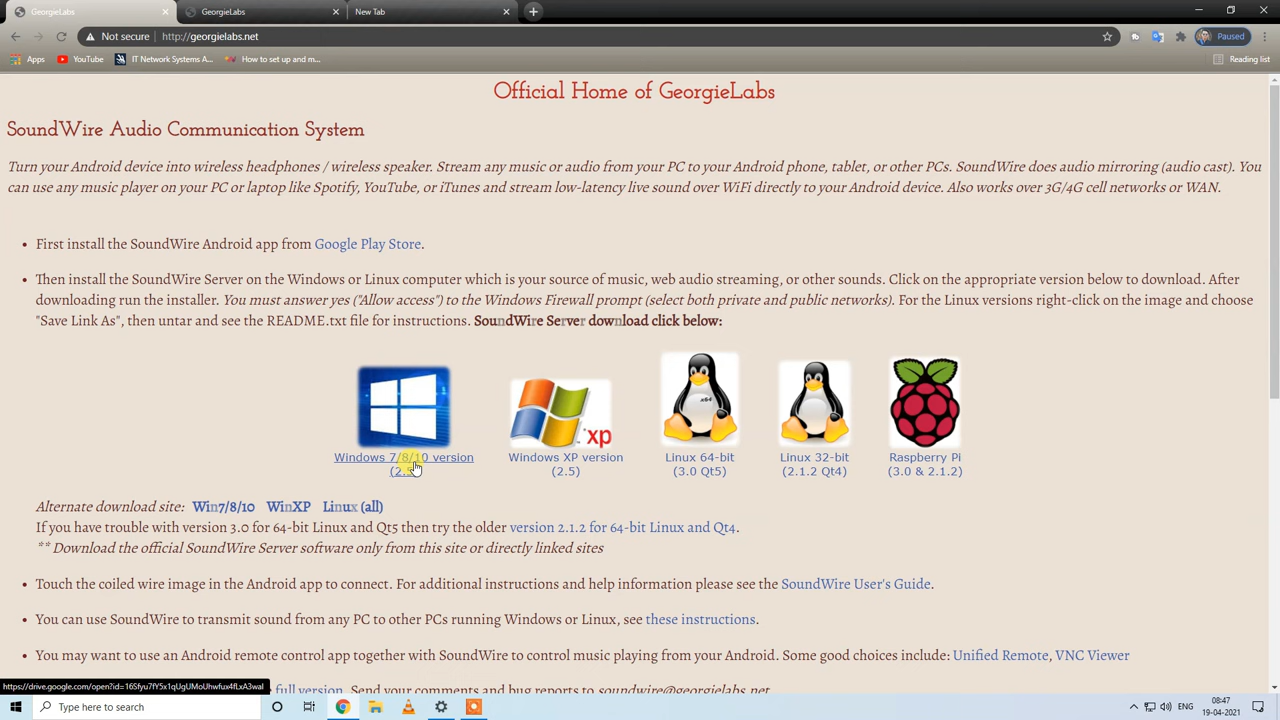 GeorgieLabs
GeorgieLabs
New Tab
Not secure
http://georgielabs.net
Paused
Apps
YouTube
IT Network Systems A...
How to set up and m...
Reading list
Official Home of GeorgieLabs
SoundWire Audio Communication System
Turn your Android device into wireless headphones / wireless speaker. Stream any music or audio from your PC to your Android phone, tablet, or other PCs. SoundWire does audio mirroring (audio cast). You
can use any music player on your PC or laptop like Spotify, YouTube, or iTunes and stream low-latency live sound over WiFi directly to your Android device. Also works over 3G/4G cell networks or WAN.
• First install the SoundWire Android app from Google Play Store.
• Then install the SoundWire Server on the Windows or Linux computer which is your source of music, web audio streaming, or other sounds. Click on the appropriate version below to download. After
downloading run the installer. You must answer yes ("Allow access") to the Windows Firewall prompt (select both private and public networks). For the Linux versions right-click on the image and choose
"Save Link As", then untar and see the README.txt file for instructions. SoundWire Server download click below:
xp
x64
Windows 7/8/10 version
Windows XP version
(2.5)
Linux 64-bit
(3.0 Qt5)
Linux 32-bit
(2.1.2 Qt4)
Raspberry Pi
(3.0 & 2.1.2)
Alternate download site: Win7/8/10 WinXP Linux (all)
If you have trouble with version 3.0 for 64-bit Linux and Qt5 then try the older version 2.1.2 for 64-bit Linux and Qt4.
** Download the official SoundWire Server software only from this site or directly linked sites
• Touch the coiled wire image in the Android app to connect. For additional instructions and help information please see the SoundWire User's Guide.
• You can use SoundWire to transmit sound from any PC to other PCs running Windows or Linux, see these instructions.
• You may want to use an Android remote control app together with SoundWire to control music playing from your Android. Some good choices include: Unified Remote, VNC Viewer
full version. Send your comments and bug reports to soundwire@georgielabs.net
Type here to search
ENG
08:47
19-04-2021